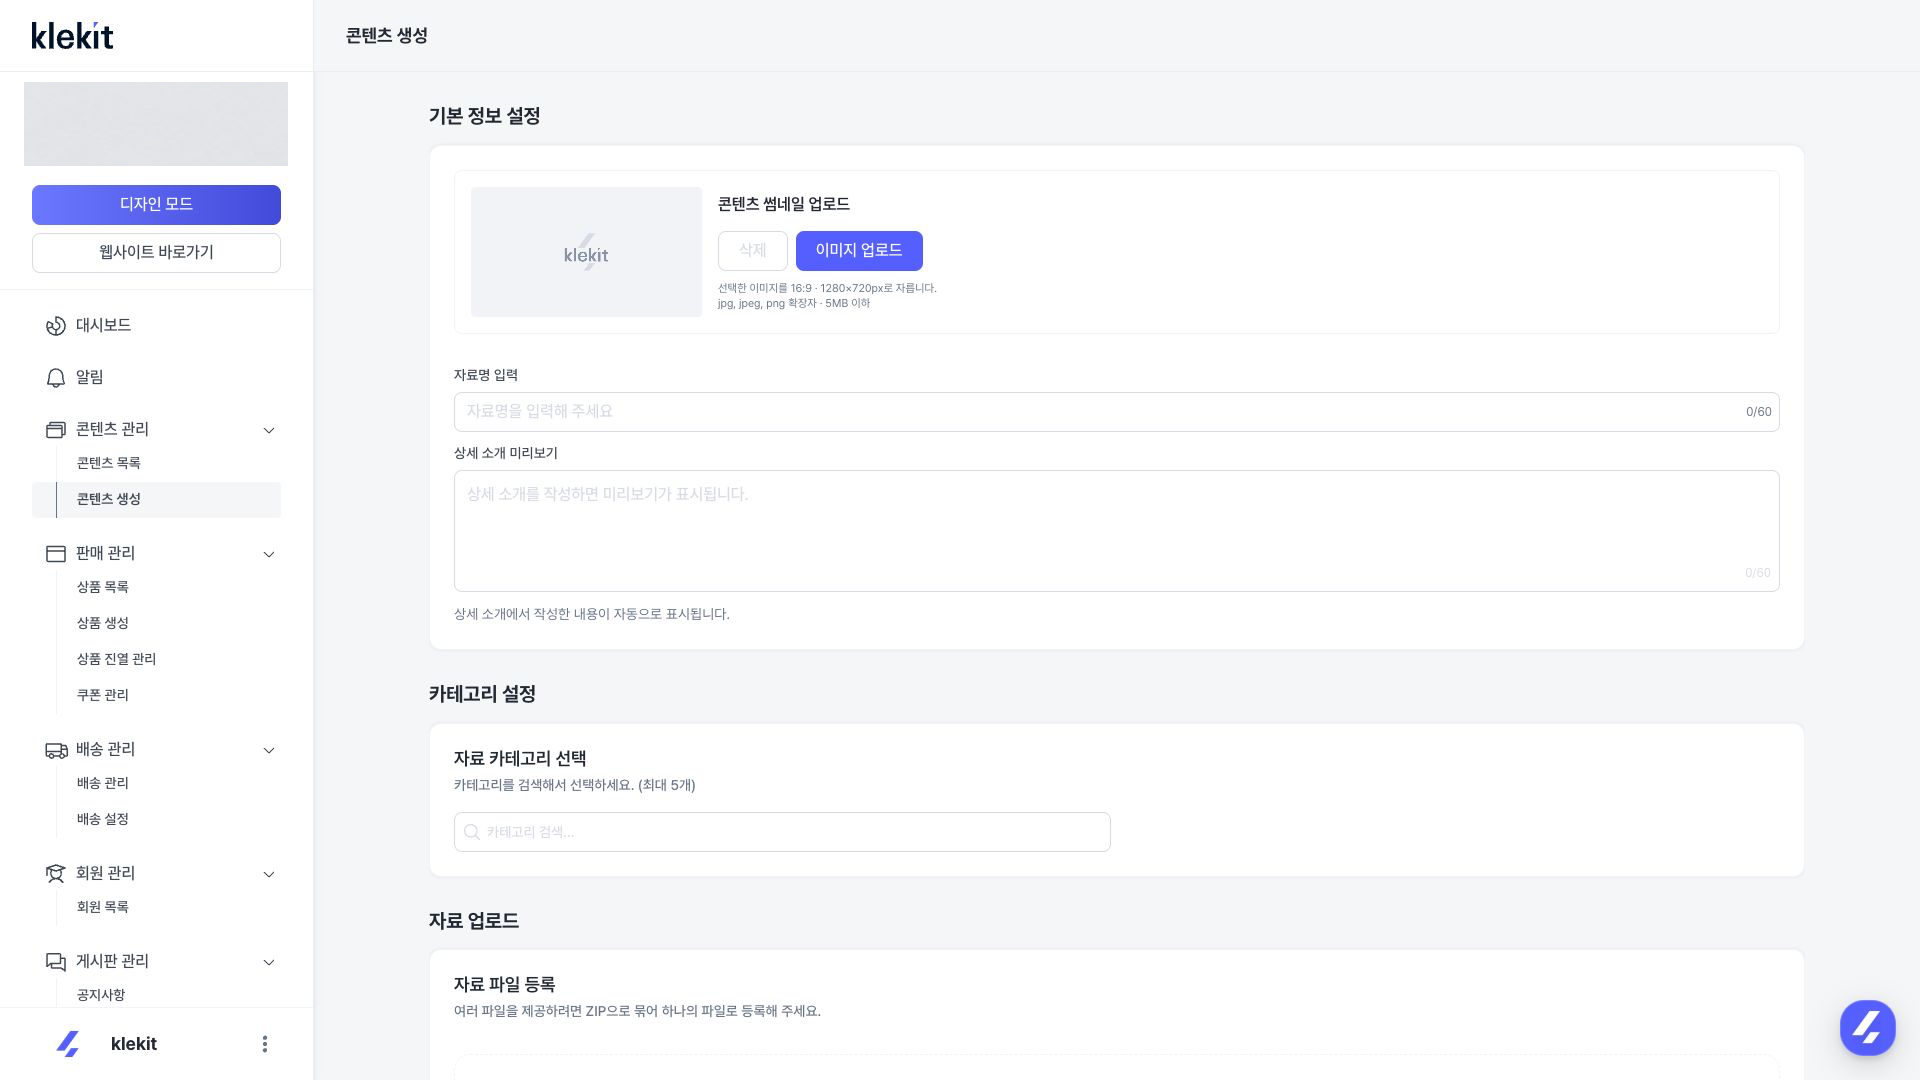 klekit
디자인 모드
웹사이트 바로가기
대시보드
알림
콘텐츠 관리
콘텐츠 목록
콘텐츠 생성
판매 관리
상품 목록
상품 생성
상품 진열 관리
쿠폰 관리
배송 관리
배송 관리
배송 설정
회원 관리
회원 목록
게시판 관리
공지사항
klekit
콘텐츠 생성
기본 정보 설정
klekit
콘텐츠 썸네일 업로드
삭제
이미지 업로드
선택한 이미지를 16:9 · 1280×720px로 자릅니다.
jpg, jpeg, png 확장자 · 5MB 이하
자료명 입력
자료명을 입력해 주세요
0/60
상세 소개 미리보기
상세 소개를 작성하면 미리보기가 표시됩니다.
0/60
상세 소개에서 작성한 내용이 자동으로 표시됩니다.
카테고리 설정
자료 카테고리 선택
카테고리를 검색해서 선택하세요. (최대 5개)
카테고리 검색...
자료 업로드
자료 파일 등록
여러 파일을 제공하려면 ZIP으로 묶어 하나의 파일로 등록해 주세요.